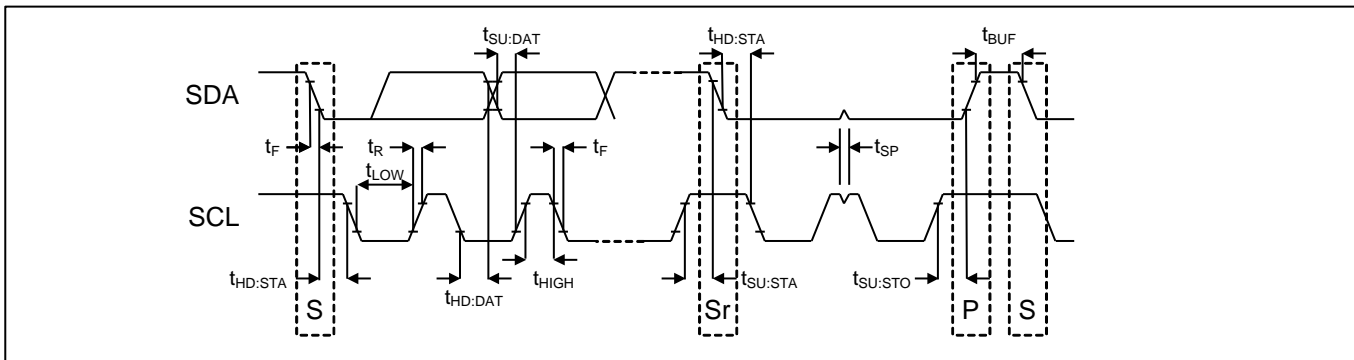 tSU:DAT tHD:STA tBUF
SDA
tF tR tF tSP
tLOW
SCL
tHD:STA tHD:DAT tHIGH tSU:STA tSU:STO
S Sr P S